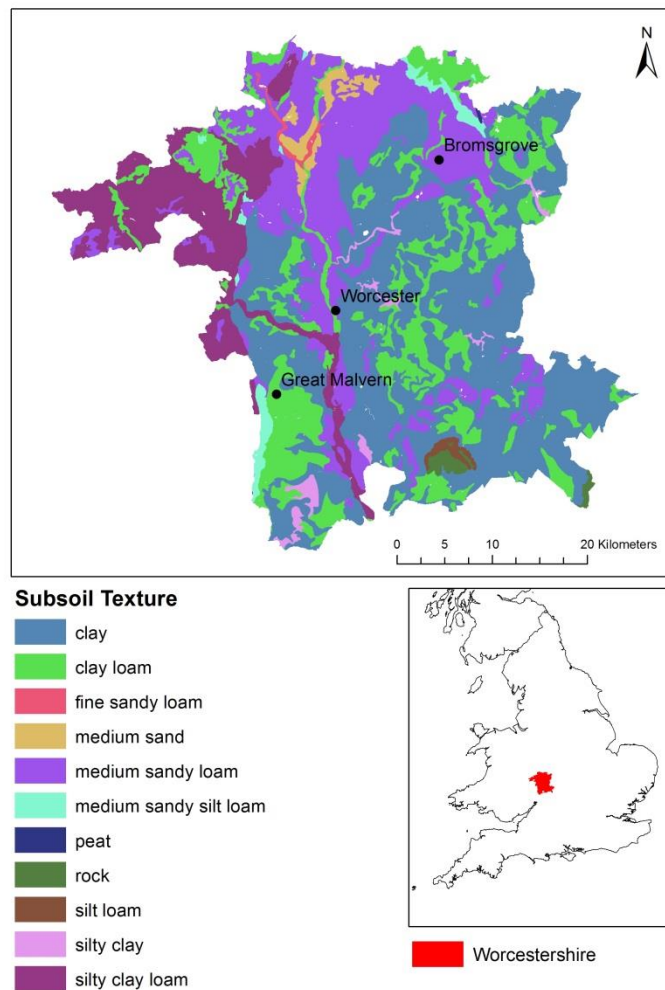 N
Bromsgrove
Worcester
Great Malvern
0 5 10 20 Kilometers
Subsoil Texture
clay
clay loam
fine sandy loam
medium sand
medium sandy loam
medium sandy silt loam
peat
rock
silt loam
silty clay
silty clay loam
Worcestershire